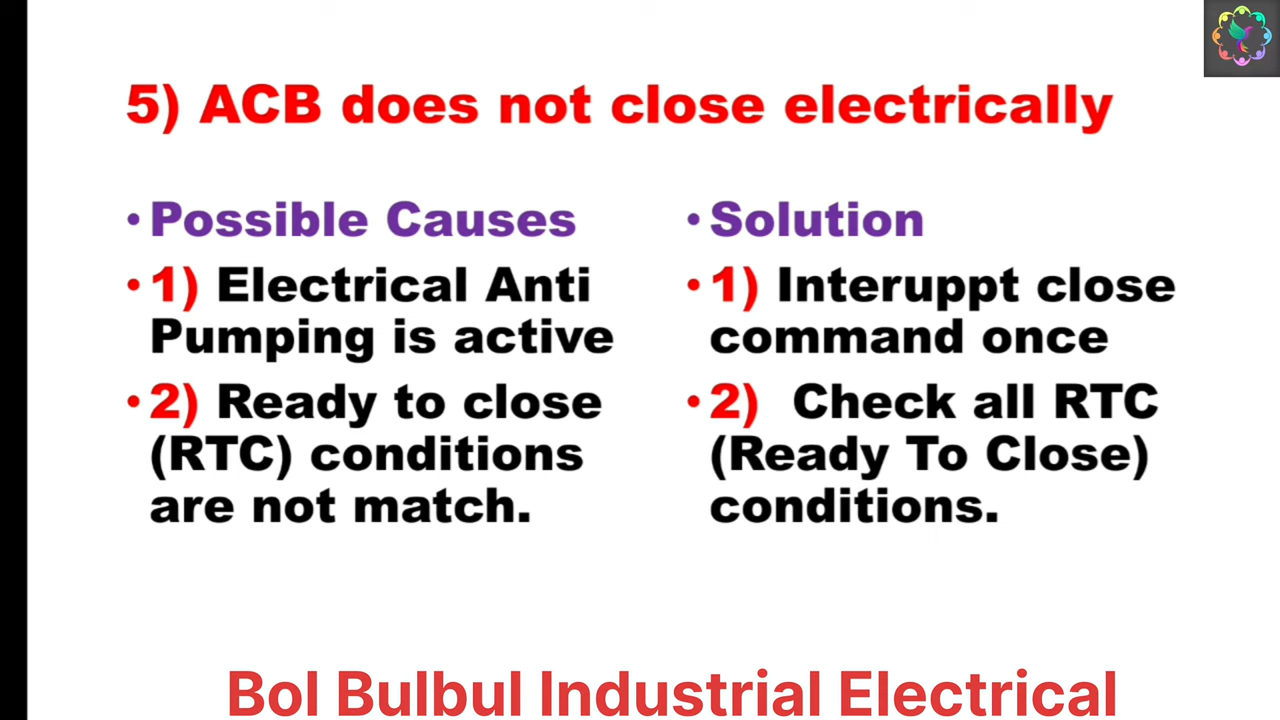 5) ACB does not close electrically
• Possible Causes
• 1) Electrical Anti
Pumping is active
• 2) Ready to close
(RTC) conditions
are not match.
• Solution
• 1) Interuppt close
command once
• 2) Check all RTC
(Ready To Close)
conditions.
Bol Bulbul Industrial Electrical